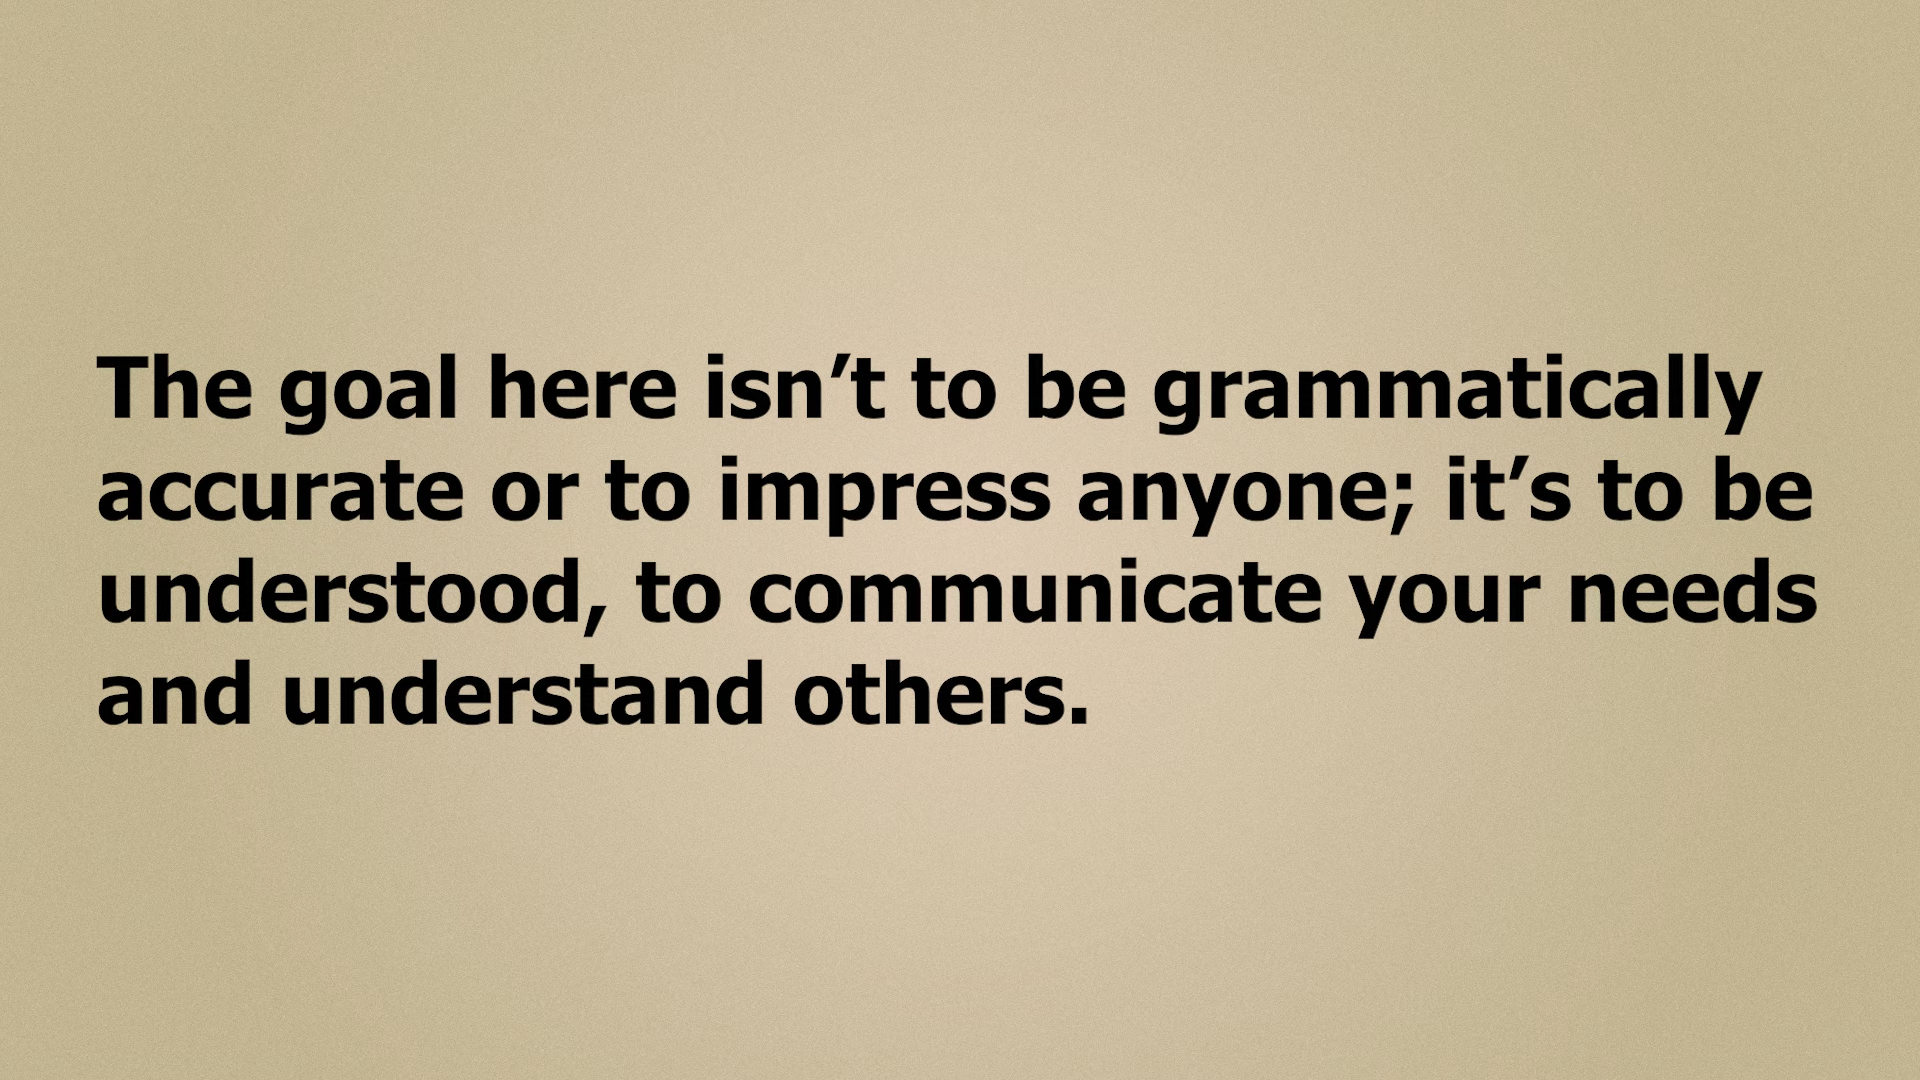 The goal here isn’t to be grammatically
accurate or to impress anyone; it’s to be
understood, to communicate your needs
and understand others.